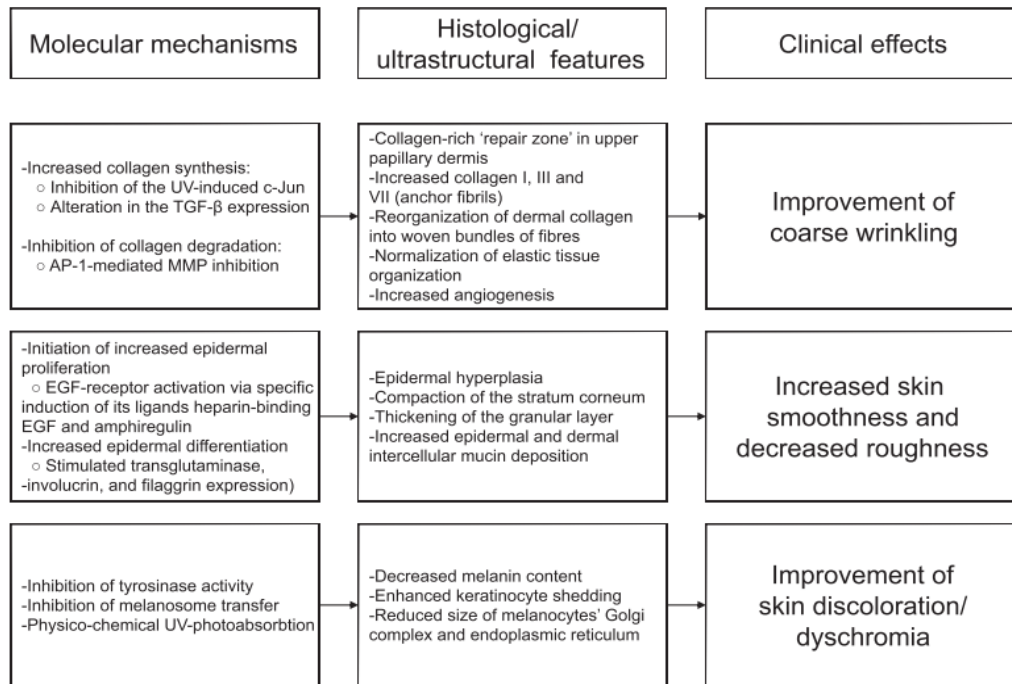 Molecular mechanisms
Histological/
ultrastructural features
Clinical effects
-Increased collagen synthesis:
○ Inhibition of the UV-induced c-Jun
○ Alteration in the TGF-β expression
-Inhibition of collagen degradation:
○ AP-1-mediated MMP inhibition
-Collagen-rich ‘repair zone’ in upper
papillary dermis
-Increased collagen I, III and
VII (anchor fibrils)
-Reorganization of dermal collagen
into woven bundles of fibres
-Normalization of elastic tissue
organization
-Increased angiogenesis
Improvement of
coarse wrinkling
-Initiation of increased epidermal
proliferation
○ EGF-receptor activation via specific
induction of its ligands heparin-binding
EGF and amphiregulin
-Increased epidermal differentiation
○ Stimulated transglutaminase,
-involucrin, and filaggrin expression)
-Epidermal hyperplasia
-Compaction of the stratum corneum
-Thickening of the granular layer
-Increased epidermal and dermal
intercellular mucin deposition
Increased skin
smoothness and
decreased roughness
-Inhibition of tyrosinase activity
-Inhibition of melanosome transfer
-Physico-chemical UV-photoabsorbtion
-Decreased melanin content
-Enhanced keratinocyte shedding
-Reduced size of melanocytes’ Golgi
complex and endoplasmic reticulum
Improvement of
skin discoloration/
dyschromia